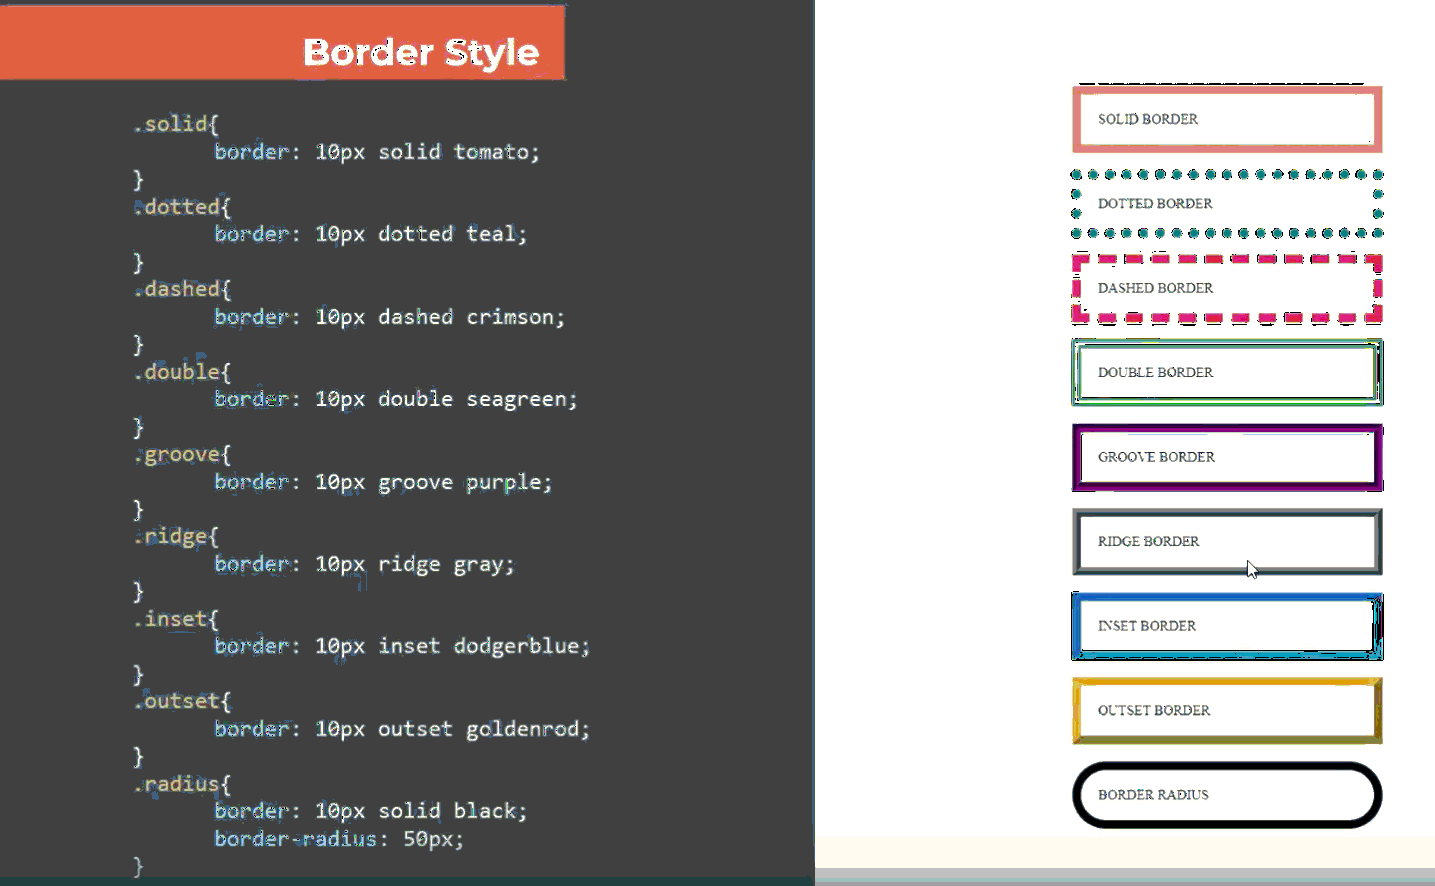 Border Style
.solid{
border: 10px solid tomato;
}
.dotted{
border: 10px dotted teal;
}
.dashed{
border: 10px dashed crimson;
}
.double{
border: 10px double seagreen;
}
.groove{
border: 10px groove purple;
}
.ridge{
border: 10px ridge gray;
}
.inset{
border: 10px inset dodgerblue;
}
.outset{
border: 10px outset goldenrod;
}
.radius{
border: 10px solid black;
border-radius: 50px;
}
SOLID BORDER
DOTTED BORDER
DASHED BORDER
DOUBLE BORDER
GROOVE BORDER
RIDGE BORDER
INSET BORDER
OUTSET BORDER
BORDER RADIUS